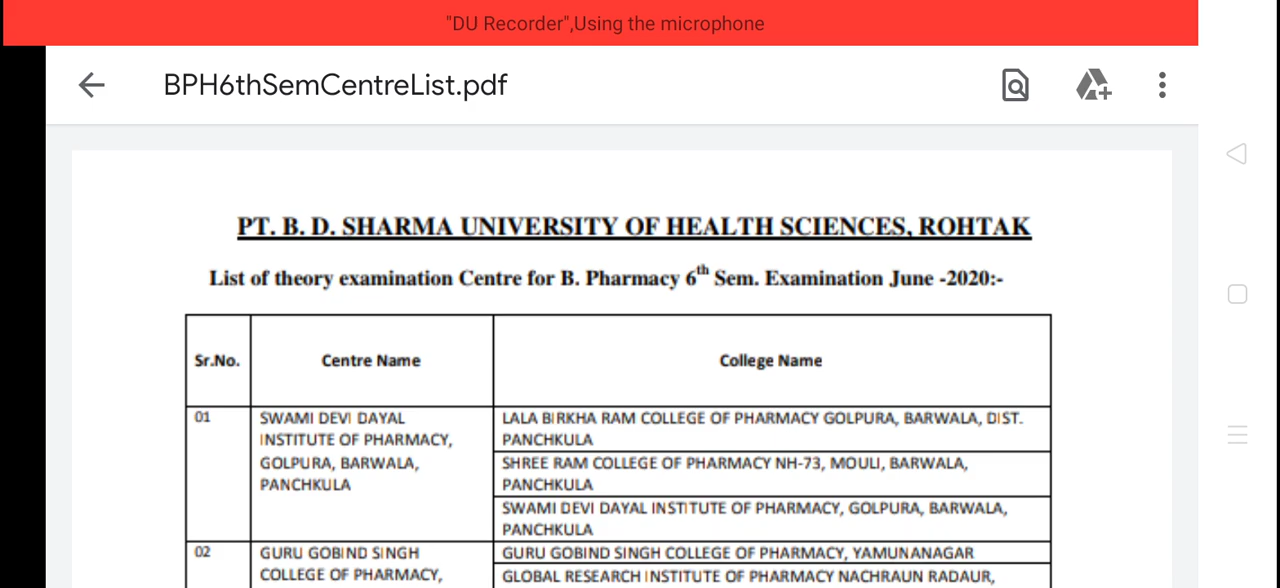 "DU Recorder",Using the microphone
BPH6thSemCentreList.pdf
PT. B. D. SHARMA UNIVERSITY OF HEALTH SCIENCES, ROHTAK
List of theory examination Centre for B. Pharmacy 6th Sem. Examination June -2020:-
Sr.No. Centre Name College Name
01 SWAMI DEVI DAYAL
INSTITUTE OF PHARMACY,
GOLPURA, BARWALA,
PANCHKULA
LALA BIRKHA RAM COLLEGE OF PHARMACY GOLPURA, BARWALA, DIST.
PANCHKULA
SHREE RAM COLLEGE OF PHARMACY NH-73, MOULI, BARWALA,
PANCHKULA
SWAMI DEVI DAYAL INSTITUTE OF PHARMACY, GOLPURA, BARWALA,
PANCHKULA
02 GURU GOBIND SINGH
COLLEGE OF PHARMACY,
GURU GOBIND SINGH COLLEGE OF PHARMACY, YAMUNANAGAR
GLOBAL RESEARCH INSTITUTE OF PHARMACY NACHRAUN RADAUR,